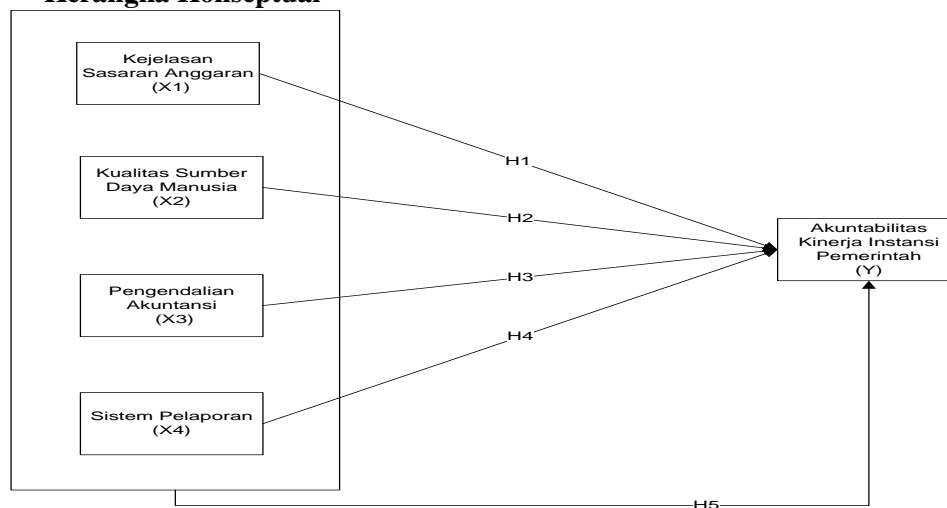 Kerangka Konseptual
Kejelasan
Sasaran Anggaran
(X1)
H1
Kualitas Sumber
Daya Manusia
(X2)
H2
Akuntabilitas
Kinerja Instansi
Pemerintah
(Y)
Pengendalian
Akuntansi
(X3)
H3
H4
Sistem Pelaporan
(X4)
H5